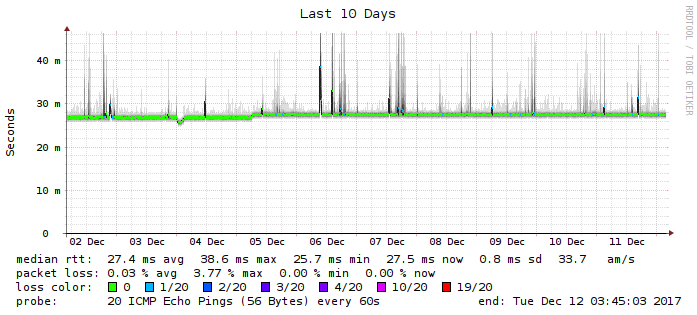 Last 10 Days
RRDTOOL / TOBI OETIKER
Seconds
40 m
30 m
20 m
10 m
0
02 Dec 03 Dec 04 Dec 05 Dec 06 Dec 07 Dec 08 Dec 09 Dec 10 Dec 11 Dec
median rtt: 27.4 ms avg 38.6 ms max 25.7 ms min 27.5 ms now 0.8 ms sd 33.7 am/s
packet loss: 0.03 % avg 3.77 % max 0.00 % min 0.00 % now
loss color: 0 1/20 2/20 3/20 4/20 10/20 19/20
probe: 20 ICMP Echo Pings (56 Bytes) every 60s end: Tue Dec 12 03:45:03 2017